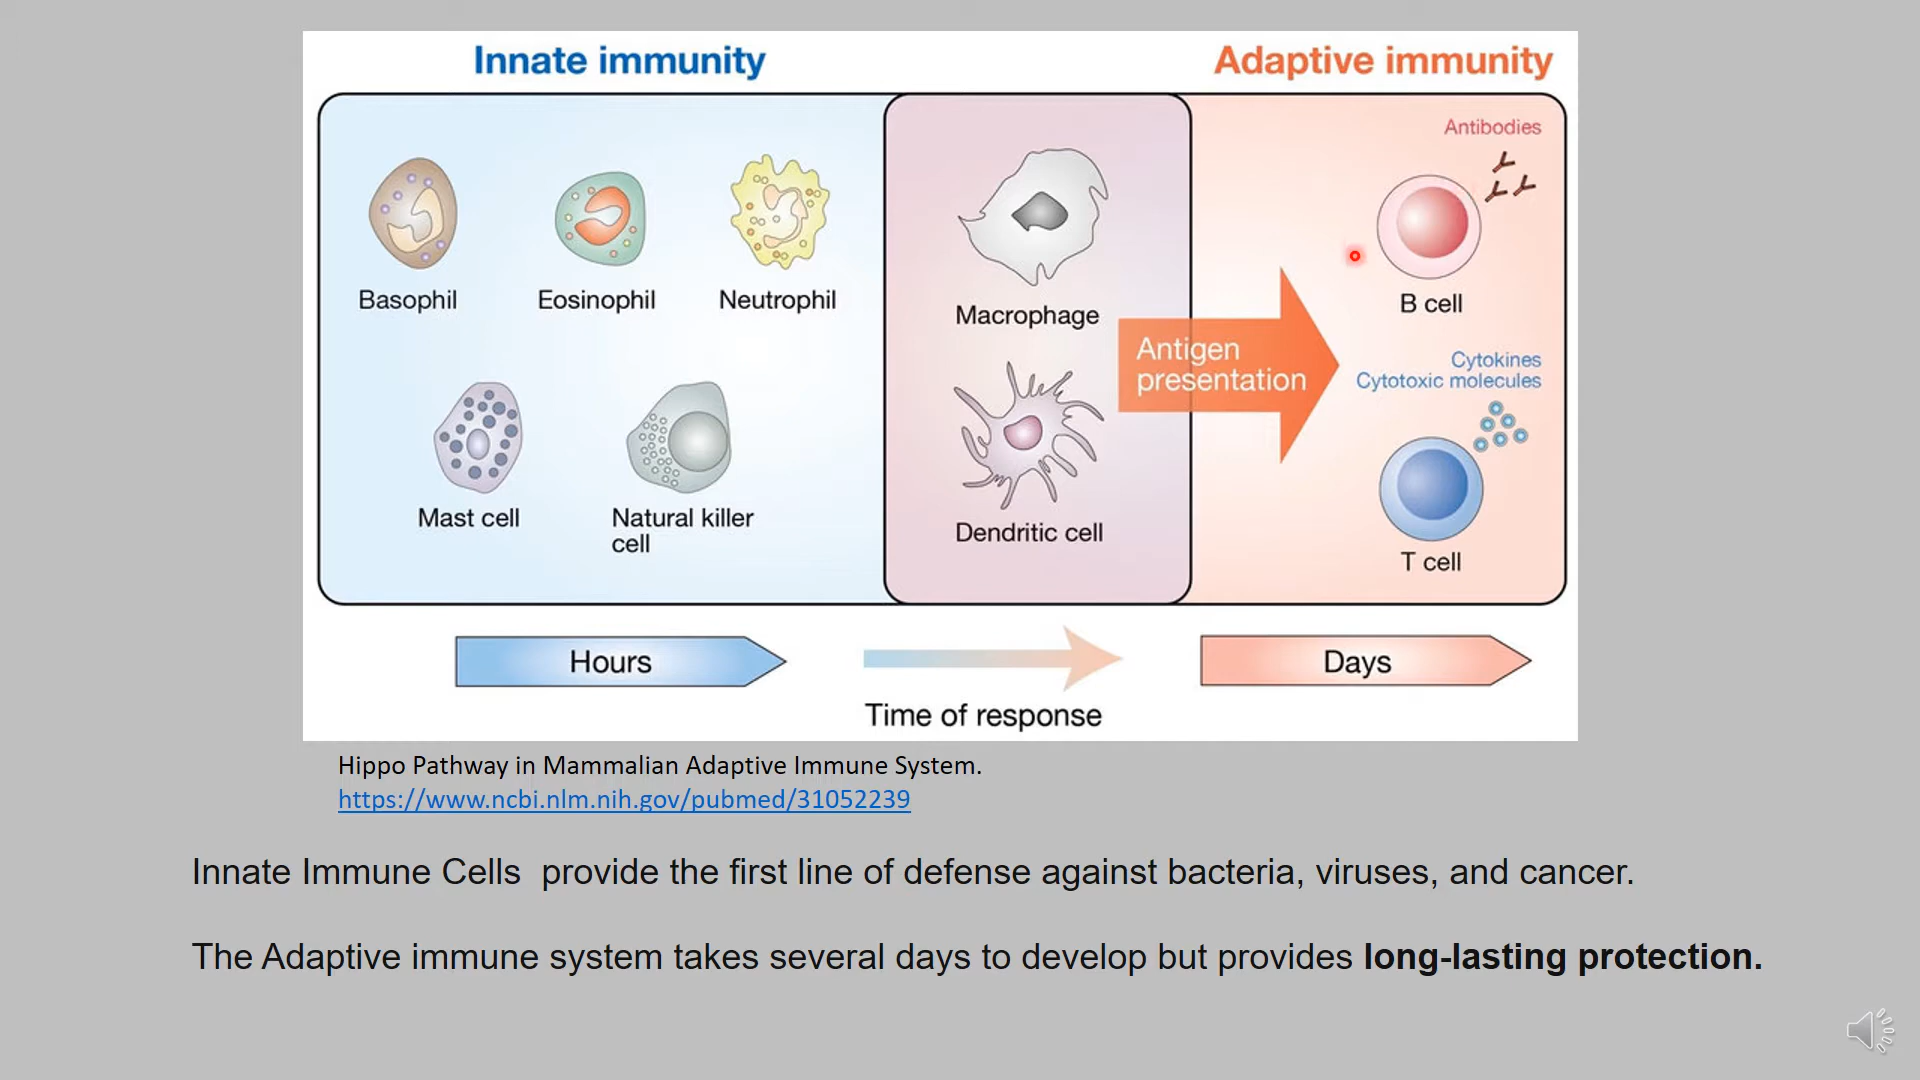 Innate immunity
Adaptive immunity
Antibodies
Basophil
Eosinophil
Neutrophil
Macrophage
B cell
Antigen
presentation
Cytokines
Cytotoxic molecules
Mast cell
Natural killer
cell
Dendritic cell
T cell
Hours
Time of response
Days
Hippo Pathway in Mammalian Adaptive Immune System.
https://www.ncbi.nlm.nih.gov/pubmed/31052239
Innate Immune Cells  provide the first line of defense against bacteria, viruses, and cancer.
The Adaptive immune system takes several days to develop but provides long-lasting protection.